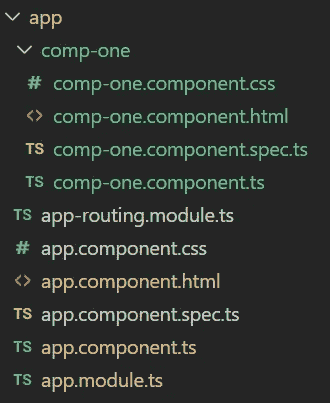 app
comp-one
# comp-one.component.css
<> comp-one.component.html
TS comp-one.component.spec.ts
TS comp-one.component.ts
TS app-routing.module.ts
# app.component.css
<> app.component.html
TS app.component.spec.ts
TS app.component.ts
TS app.module.ts